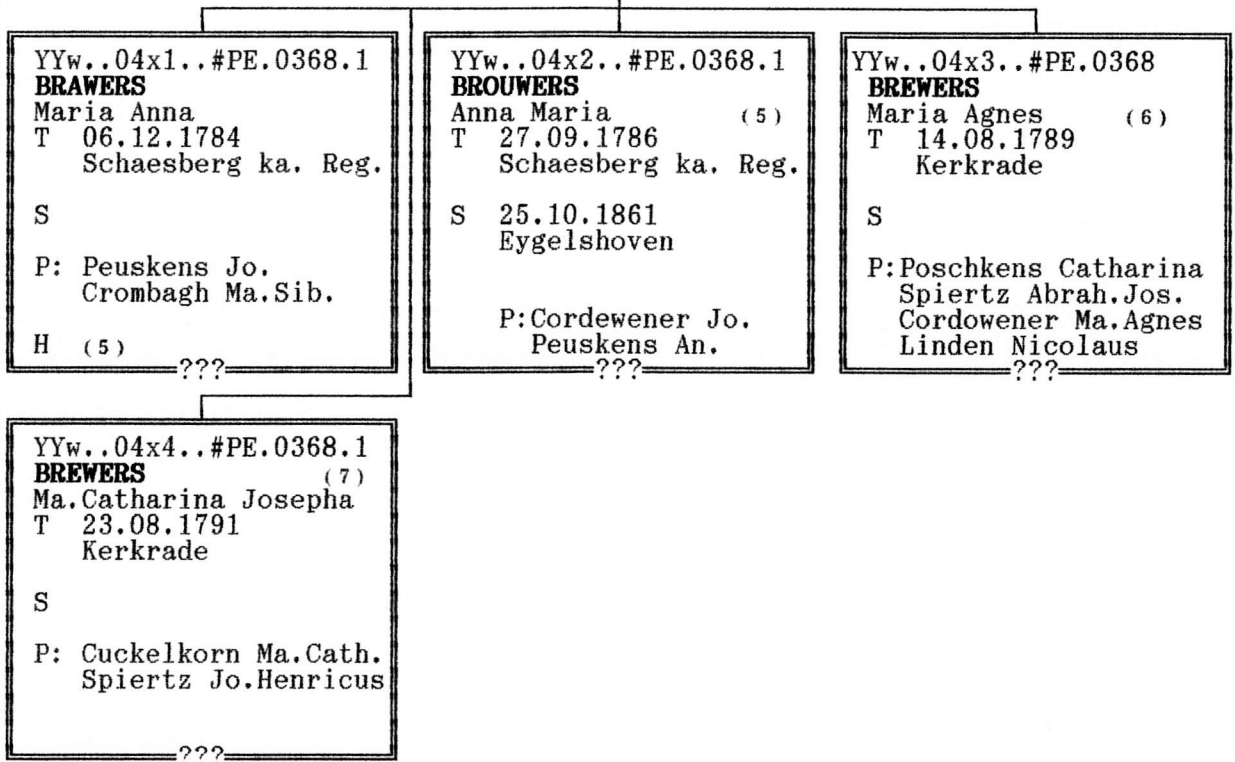 YYw..04x1..#PE.0368.1
BRAWERS
Maria Anna
T 06.12.1784
Schaesberg ka. Reg.
S
P: Peuskens Jo.
Crombagh Ma.Sib.
H (5)
???
YYw..04x2..#PE.0368.1
BROUWERS
Anna Maria (5)
T 27.09.1786
Schaesberg ka. Reg.
S 25.10.1861
Eygelshoven
P:Cordewener Jo.
Peuskens An.
???
YYw..04x3..#PE.0368
BREWERS
Maria Agnes (6)
T 14.08.1789
Kerkrade
S
P:Poschkens Catharina
Spiertz Abrah.Jos.
Cordowener Ma.Agnes
Linden Nicolaus
???
YYw..04x4..#PE.0368.1
BREWERS (7)
Ma.Catharina Josepha
T 23.08.1791
Kerkrade
S
P: Cuckelkorn Ma.Cath.
Spiertz Jo.Henricus
???